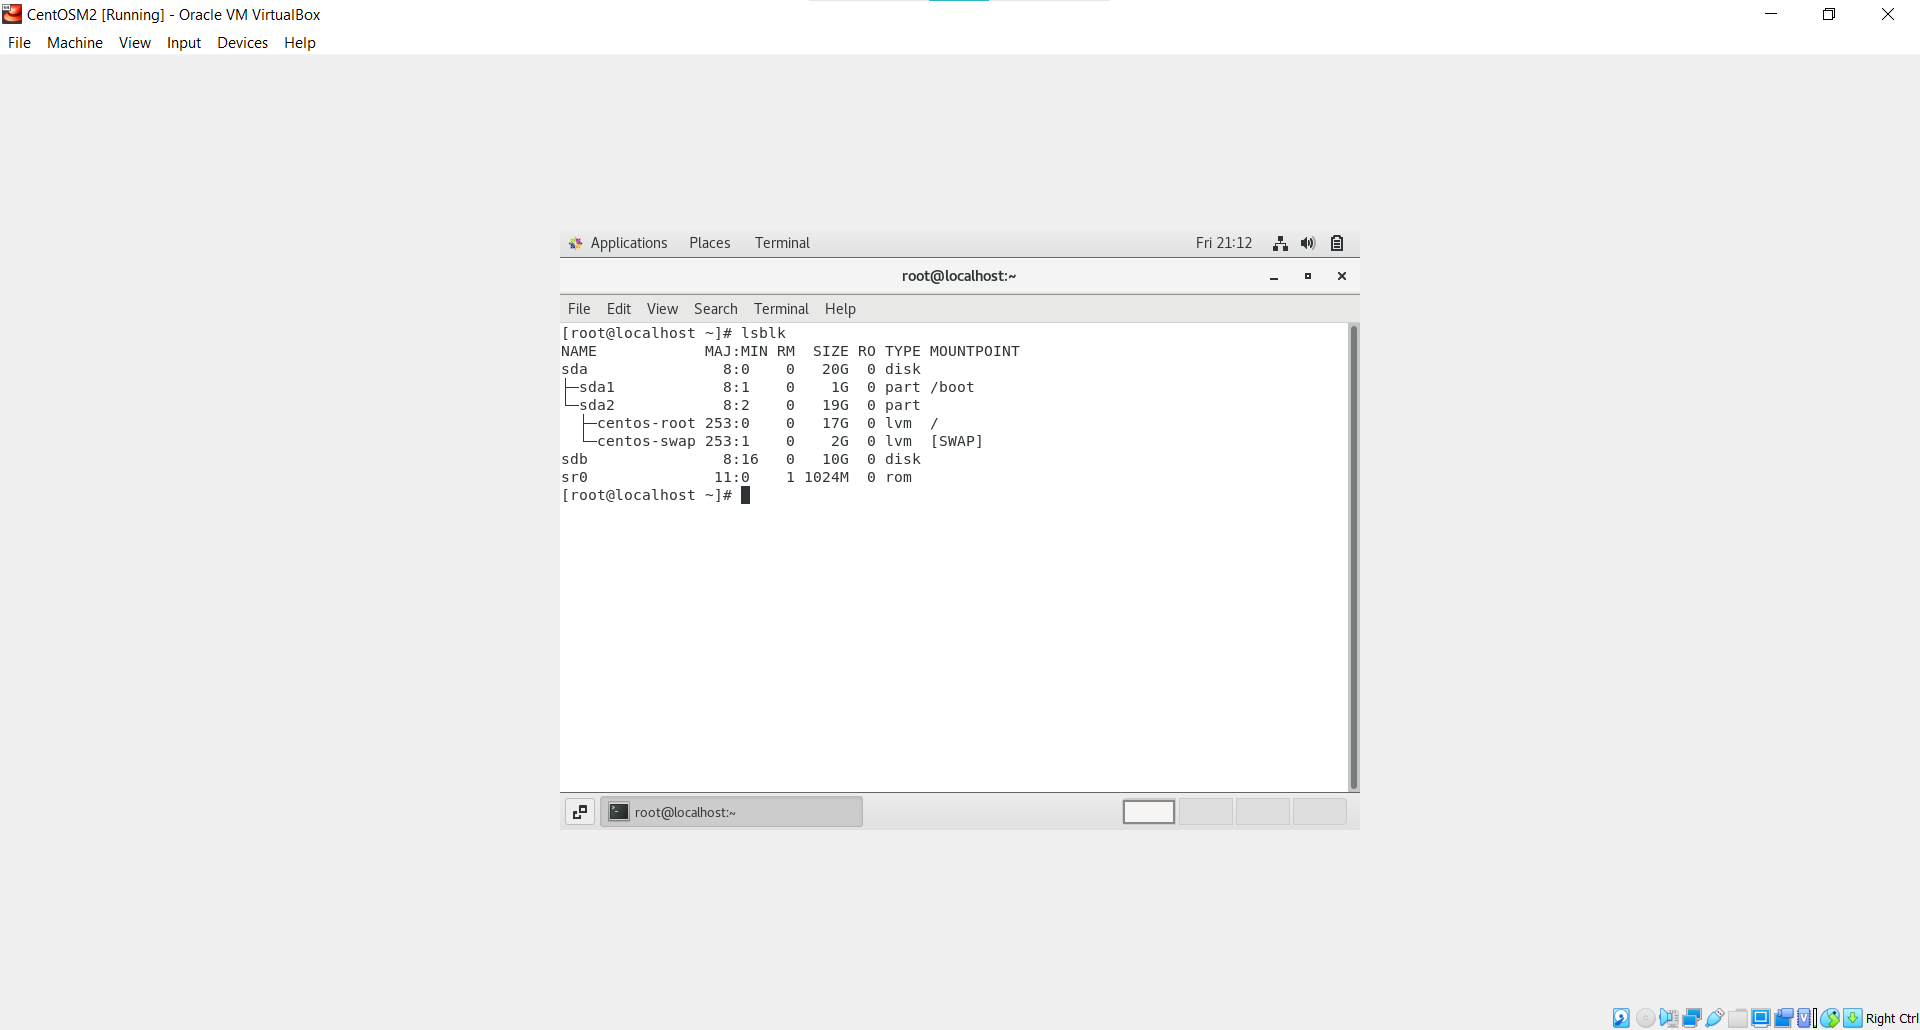 CentOSM2 [Running] - Oracle VM VirtualBox
File Machine View Input Devices Help
Applications Places Terminal Fri 21:12
root@localhost:~
File Edit View Search Terminal Help
[root@localhost ~]# lsblk
NAME            MAJ:MIN RM  SIZE RO TYPE MOUNTPOINT
sda               8:0    0   20G  0 disk
├─sda1            8:1    0    1G  0 part /boot
└─sda2            8:2    0   19G  0 part
  ├─centos-root 253:0    0   17G  0 lvm  /
  └─centos-swap 253:1    0    2G  0 lvm  [SWAP]
sdb               8:16   0   10G  0 disk
sr0              11:0    1 1024M  0 rom
[root@localhost ~]#
root@localhost:~
Right Ctrl